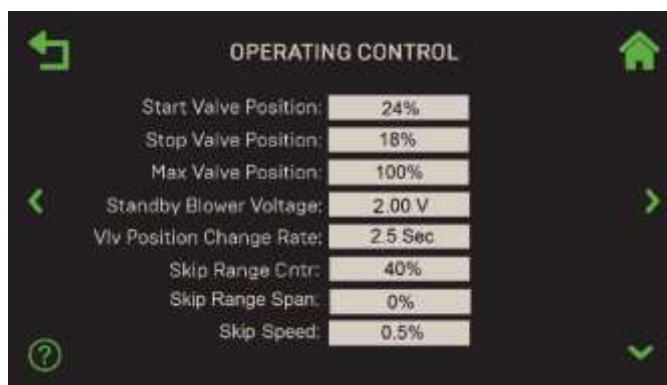 OPERATING CONTROL
Start Valve Position: 24%
Stop Valve Position: 18%
Max Valve Position: 100%
Standby Blower Voltage: 2.00 V
Vlv Position Change Rate: 2.5 Sec
Skip Range Cntr: 40%
Skip Range Span: 0%
Skip Speed: 0.5%
?